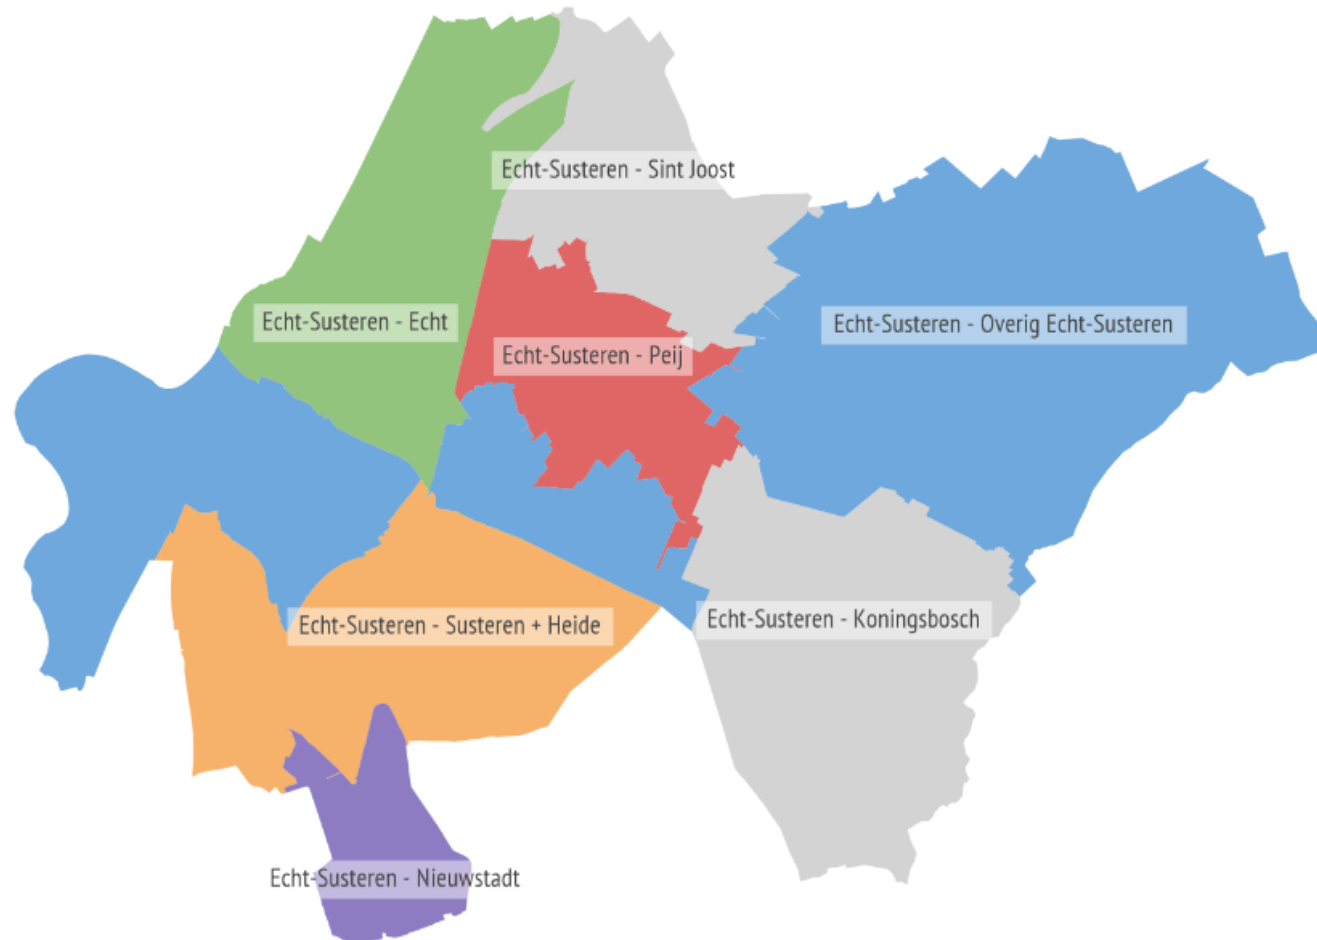 Echt-Susteren - Sint Joost
Echt-Susteren - Echt
Echt-Susteren - Overig Echt-Susteren
Echt-Susteren - Peij
Echt-Susteren - Susteren + Heide
Echt-Susteren - Koningsbosch
Echt-Susteren - Nieuwstadt